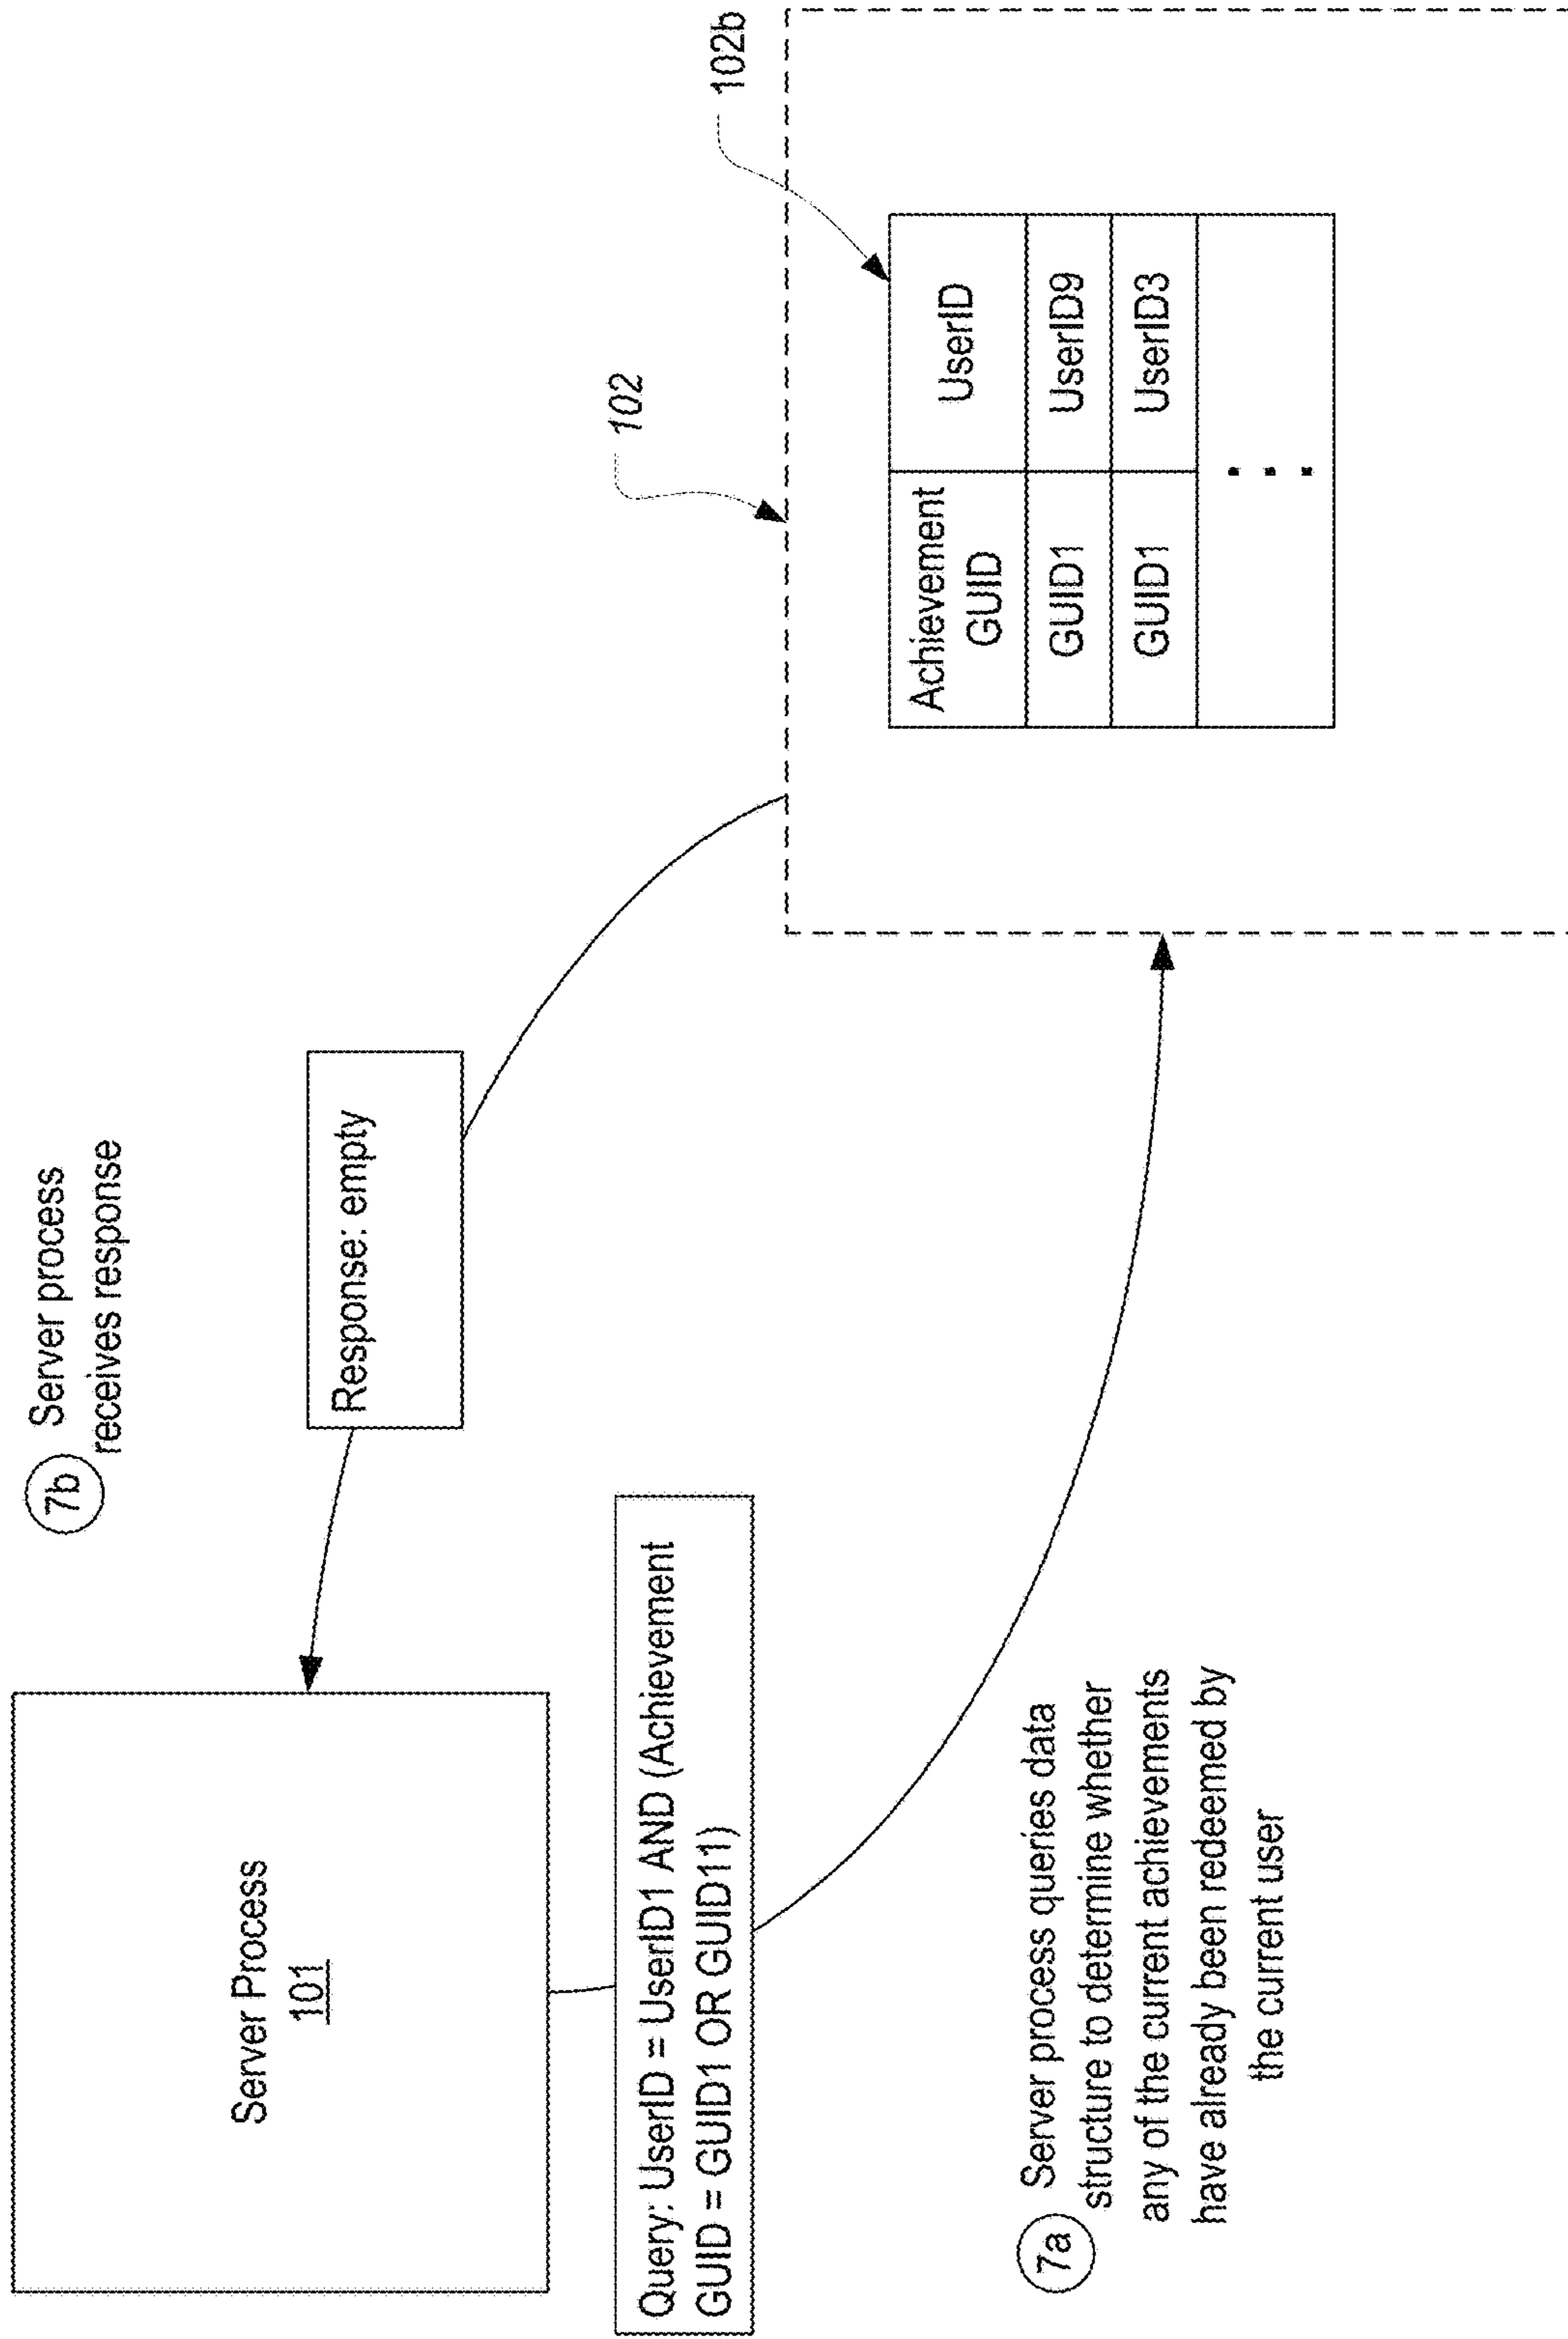 Server Process
101
7b Server process
receives response
Response: empty
Query: UserID = UserID1 AND (Achievement
GUID = GUID1 OR GUID11)
7a Server process queries data
structure to determine whether
any of the current achievements
have already been redeemed by
the current user
102
102b
Achievement
GUID
UserID
GUID1
UserID9
GUID1
UserID3